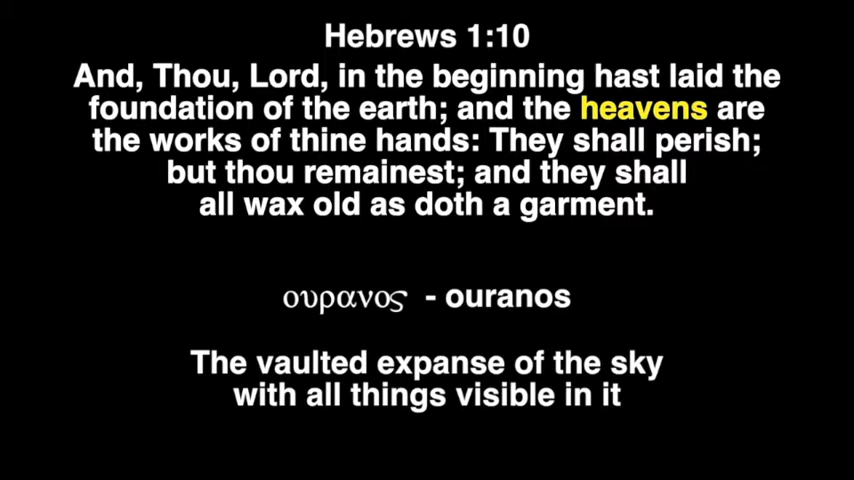 Hebrews 1:10
And, Thou, Lord, in the beginning hast laid the
foundation of the earth; and the heavens are
the works of thine hands: They shall perish;
but thou remainest; and they shall
all wax old as doth a garment.
ουρανος - ouranos
The vaulted expanse of the sky
with all things visible in it